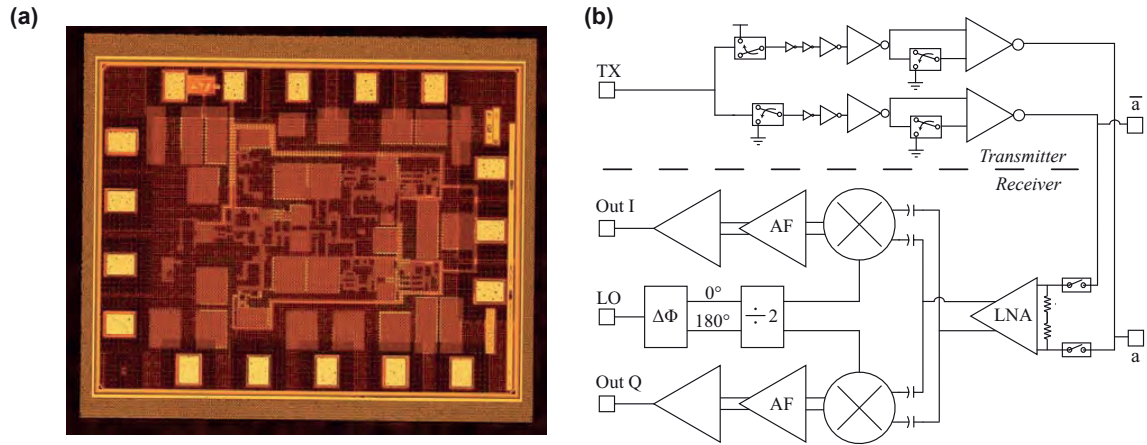 (a)
(b)
TX
a
Transmitter
Receiver
Out I
AF
LO
ΔΦ
0°
180°
÷2
LNA
Out Q
AF
a